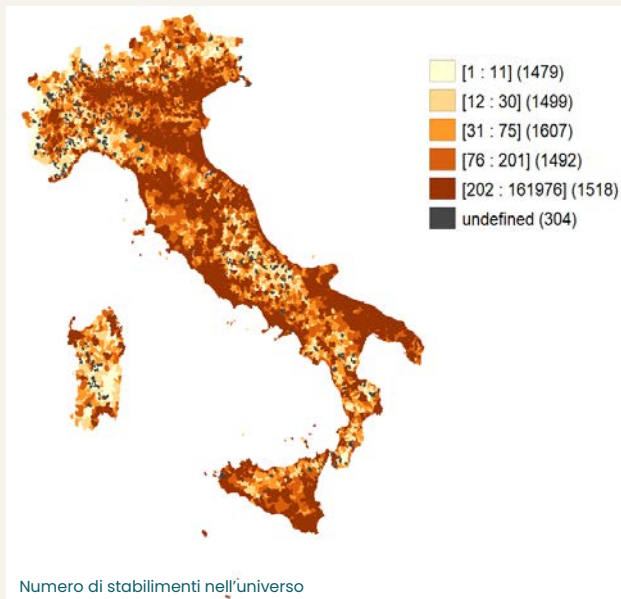 [1 : 11] (1479)
[12 : 30] (1499)
[31 : 75] (1607)
[76 : 201] (1492)
[202 : 161976] (1518)
undefined (304)
Numero di stabilimenti nell'universo